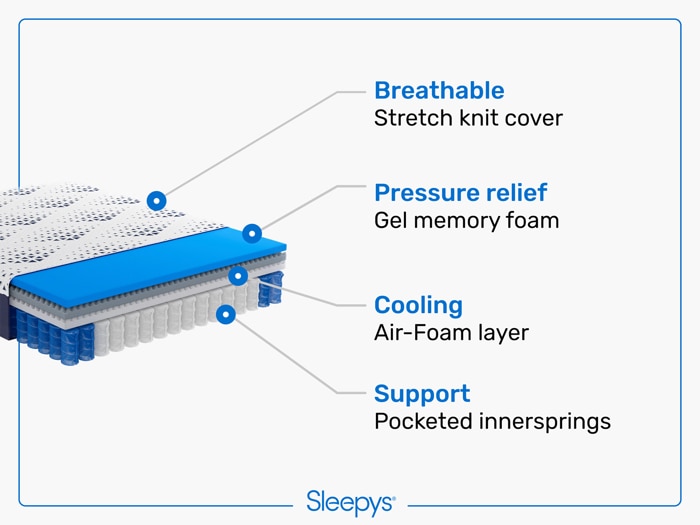 Breathable
Stretch knit cover
Pressure relief
Gel memory foam
Cooling
Air-Foam layer
Support
Pocketed innersprings
Sleepys®